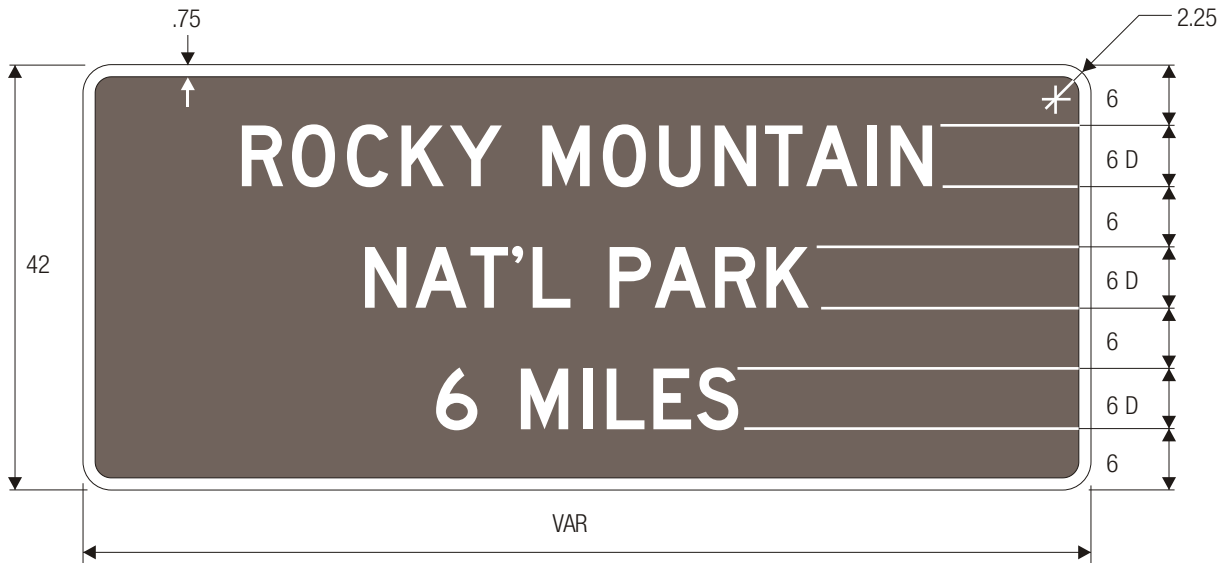 .75
2.25
42
ROCKY MOUNTAIN
NAT’L PARK
6 MILES
6
6 D
6
6 D
6
6 D
6
VAR